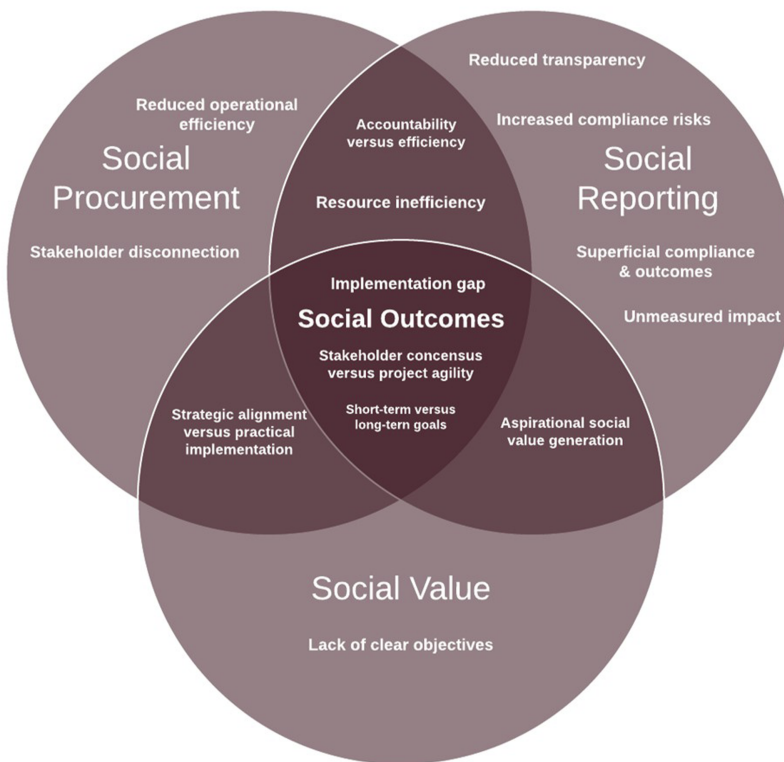 Reduced transparency
Reduced operational
efficiency
Accountability
versus efficiency
Increased compliance risks
Social
Procurement
Social
Reporting
Resource inefficiency
Stakeholder disconnection
Superficial compliance
& outcomes
Implementation gap
Social Outcomes
Unmeasured impact
Stakeholder concensus
versus project agility
Strategic alignment
versus practical
implementation
Short-term versus
long-tern goals
Aspirational social
value generation
Social Value
Lack of clear objectives